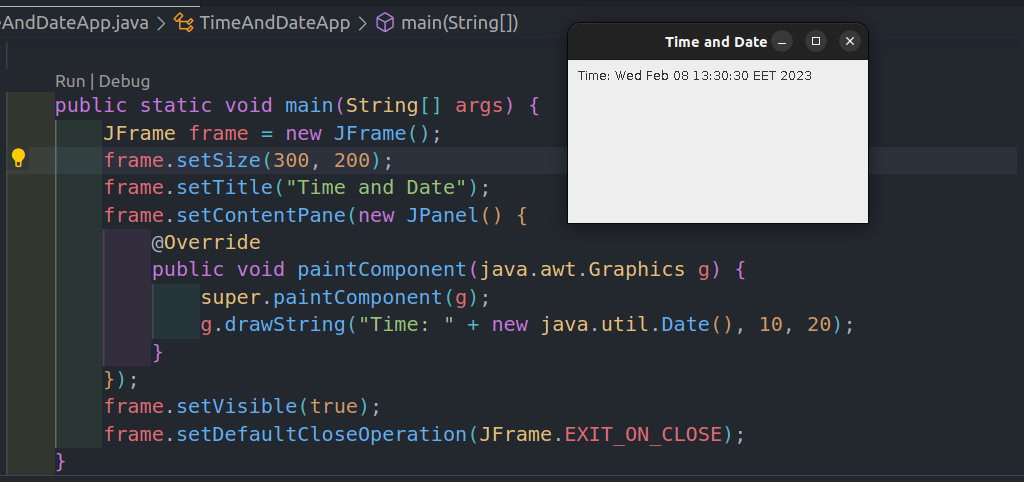 AndDateApp.java > TimeAndDateApp > main(String[])
Run | Debug
public static void main(String[] args) {
JFrame frame = new JFrame();
frame.setSize(300, 200);
frame.setTitle("Time and Date");
frame.setContentPane(new JPanel() {
@Override
public void paintComponent(java.awt.Graphics g) {
super.paintComponent(g);
g.drawString("Time: " + new java.util.Date(), 10, 20);
}
});
frame.setVisible(true);
frame.setDefaultCloseOperation(JFrame.EXIT_ON_CLOSE);
}
Time and Date
Time: Wed Feb 08 13:30:30 EET 2023